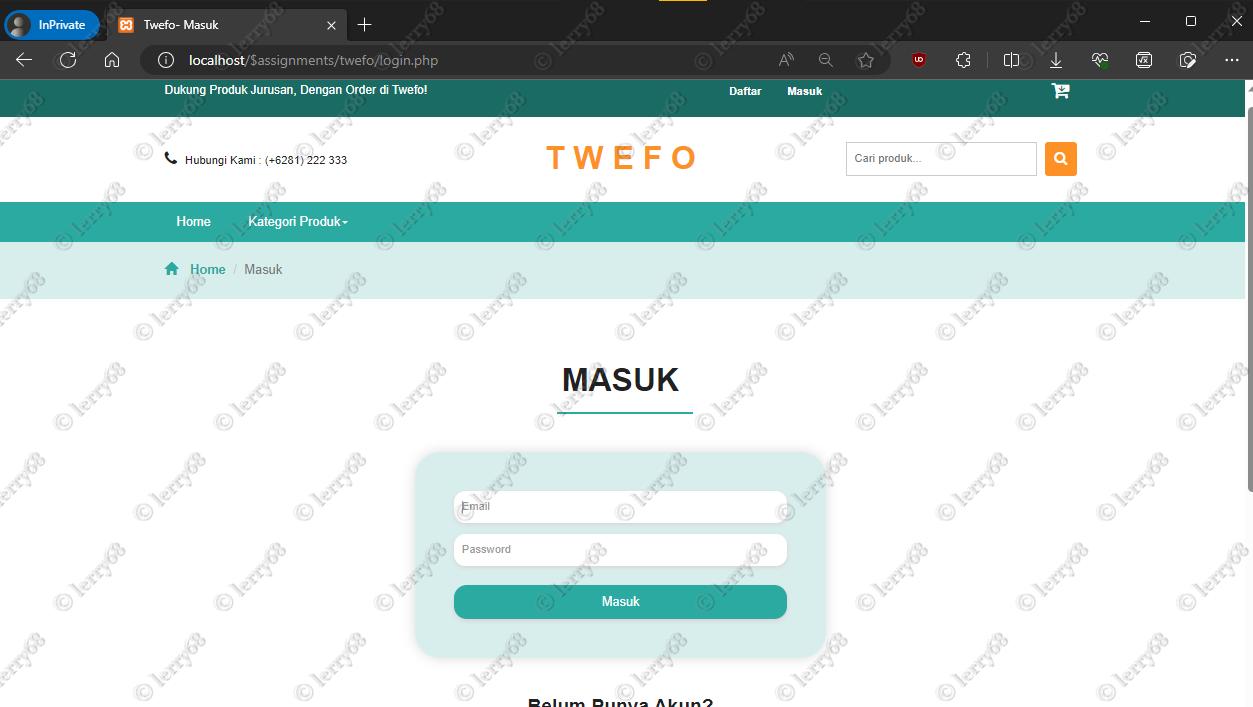 InPrivate
Twefo- Masuk
localhost/$assignments/twefo/login.php
Dukung Produk Jurusan, Dengan Order di Twefo!
Daftar
Masuk
Hubungi Kami : (+6281) 222 333
TWEFO
Cari produk...
Home
Kategori Produk
Home / Masuk
MASUK
Email
Password
Masuk
Belum Punya Akun?
© lerry68